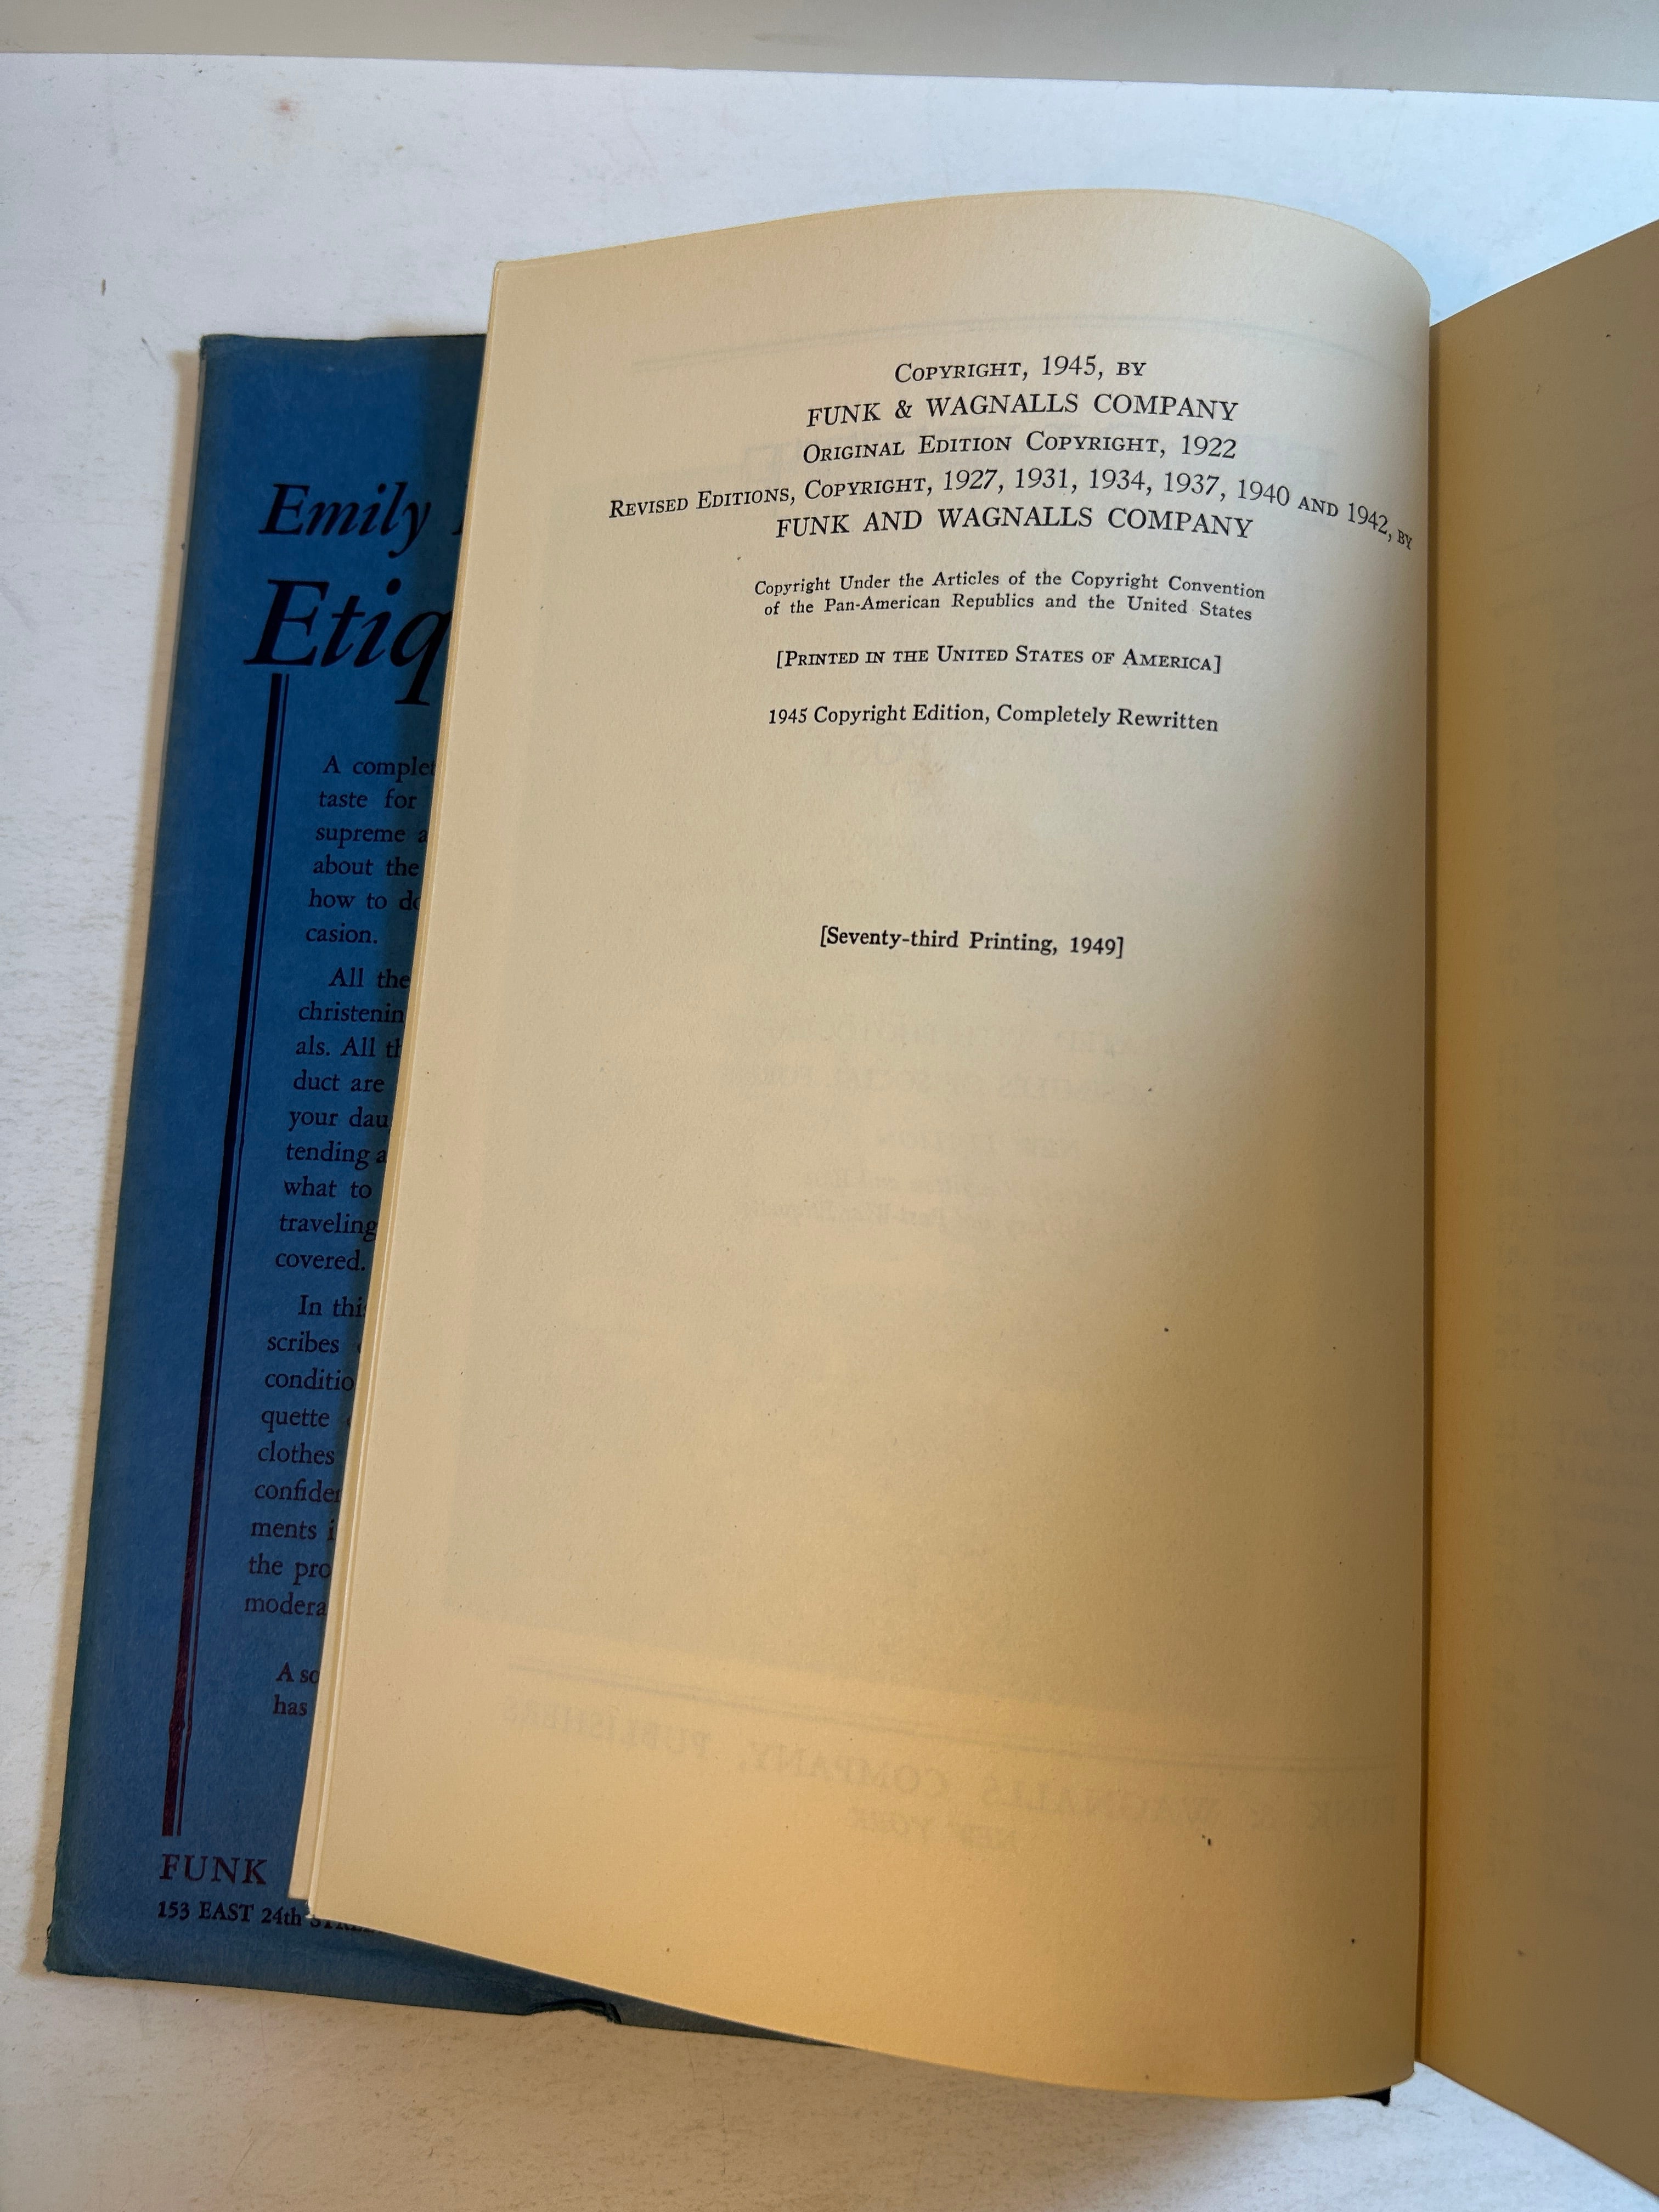 Emily
Etiq
A complet
taste for
supreme a
about the
how to do
casion.
All the
christenin
als. All th
duct are
your dau
tending a
what to
traveling
covered.
In this
scribes
conditio
quette
clothes
confiden
ments i
the pro
modera
A so
has
FUNK
153 EAST 24th STREE
COPYRIGHT, 1945, BY
FUNK & WAGNALLS COMPANY
ORIGINAL EDITION COPYRIGHT, 1922
REVISED EDITIONS, COPYRIGHT, 1927, 1931, 1934, 1937, 1940 AND 1942, BY
FUNK AND WAGNALLS COMPANY
Copyright Under the Articles of the Copyright Convention
of the Pan-American Republics and the United States
[PRINTED IN THE UNITED STATES OF AMERICA]
1945 Copyright Edition, Completely Rewritten
[Seventy-third Printing, 1949]